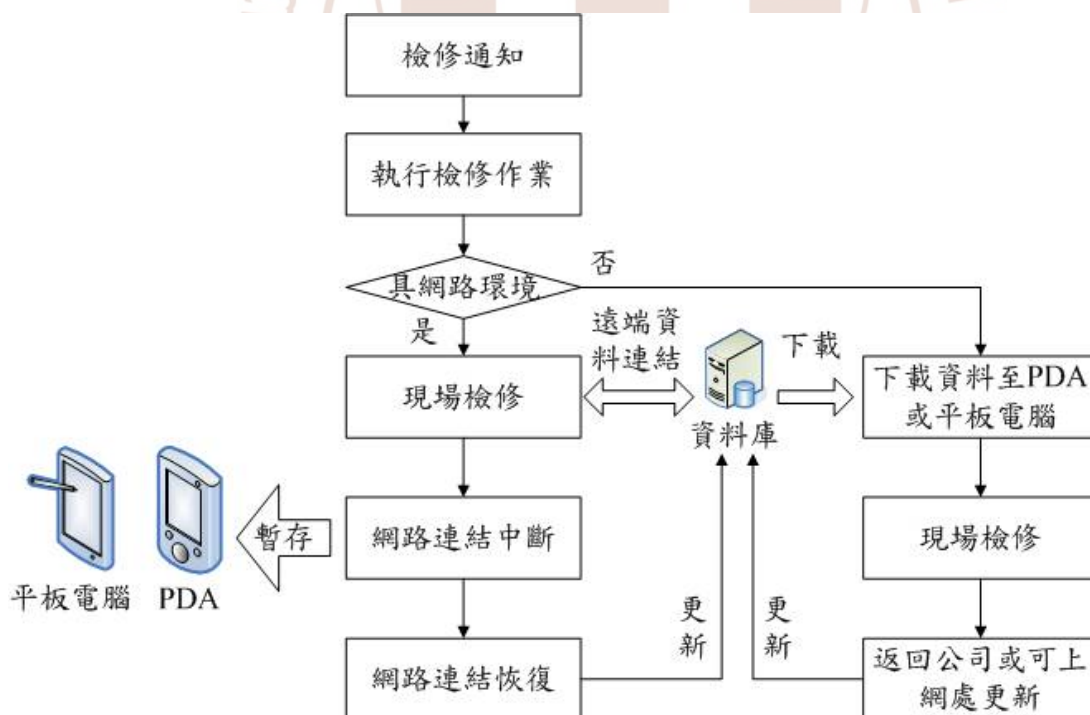 檢修通知
執行檢修作業
具網路環境
否
是
遠端資
料連結
下載
現場檢修
資料庫
下載資料至PDA
或平板電腦
網路連結中斷
暫存
平板電腦
PDA
現場檢修
網路連結恢復
更
新
更
新
返回公司或可上
網處更新